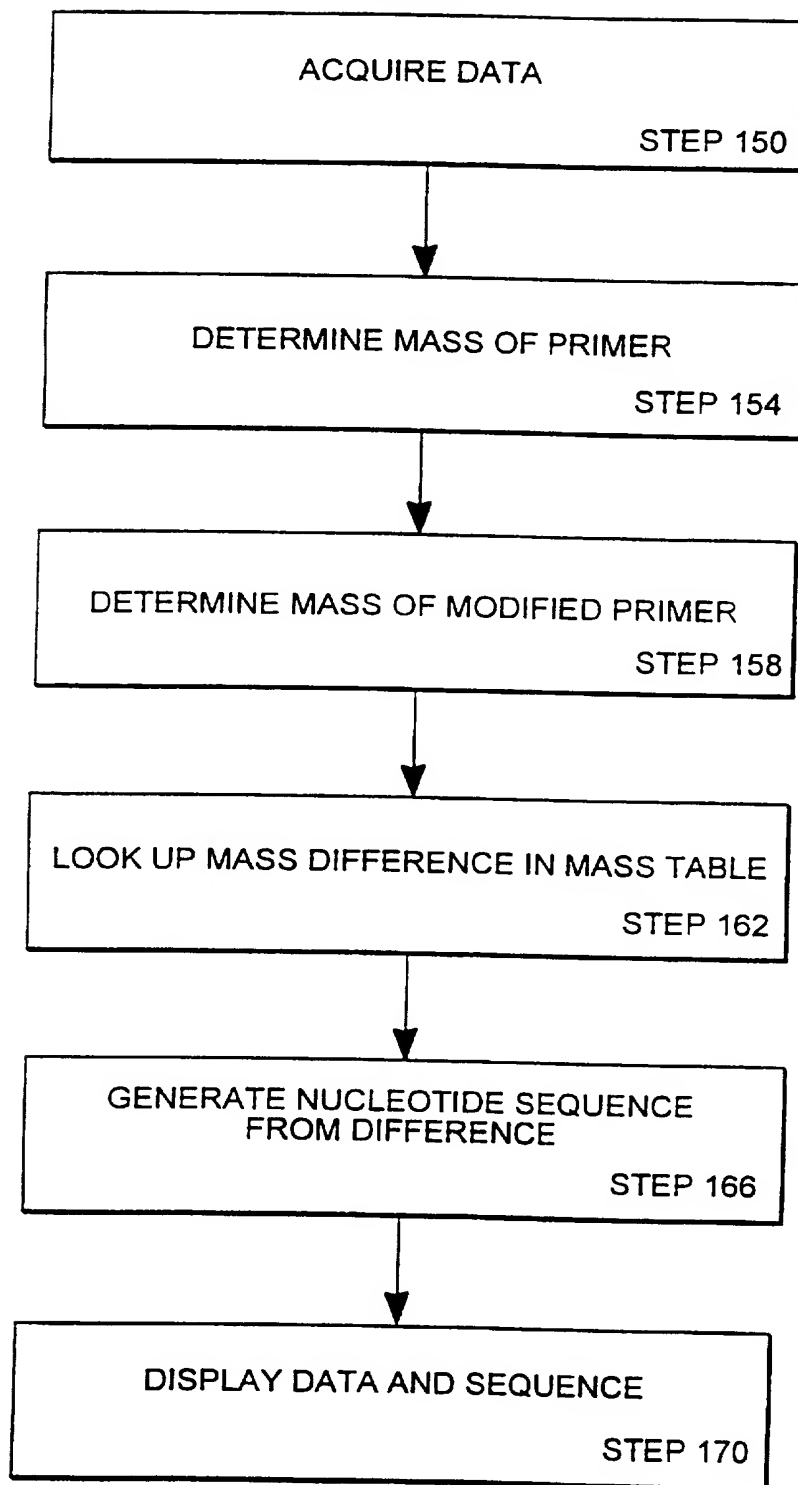 ACQUIRE DATA
STEP 150
DETERMINE MASS OF PRIMER
STEP 154
DETERMINE MASS OF MODIFIED PRIMER
STEP 158
LOOK UP MASS DIFFERENCE IN MASS TABLE
STEP 162
GENERATE NUCLEOTIDE SEQUENCE
FROM DIFFERENCE
STEP 166
DISPLAY DATA AND SEQUENCE
STEP 170